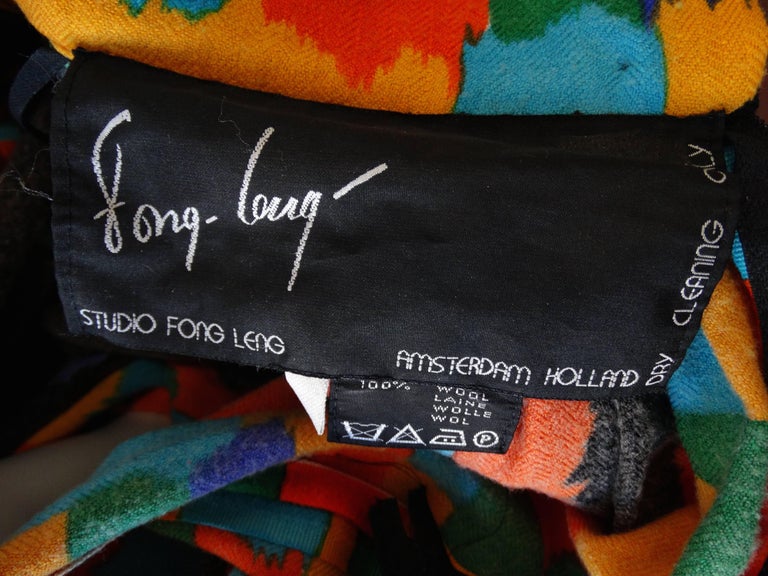 Fong-Leng
STUDIO FONG LENG
AMSTERDAM HOLLAND
DRY CLEANING ONLY
100% WOOL
LAINE
WOLLE
WOL
P